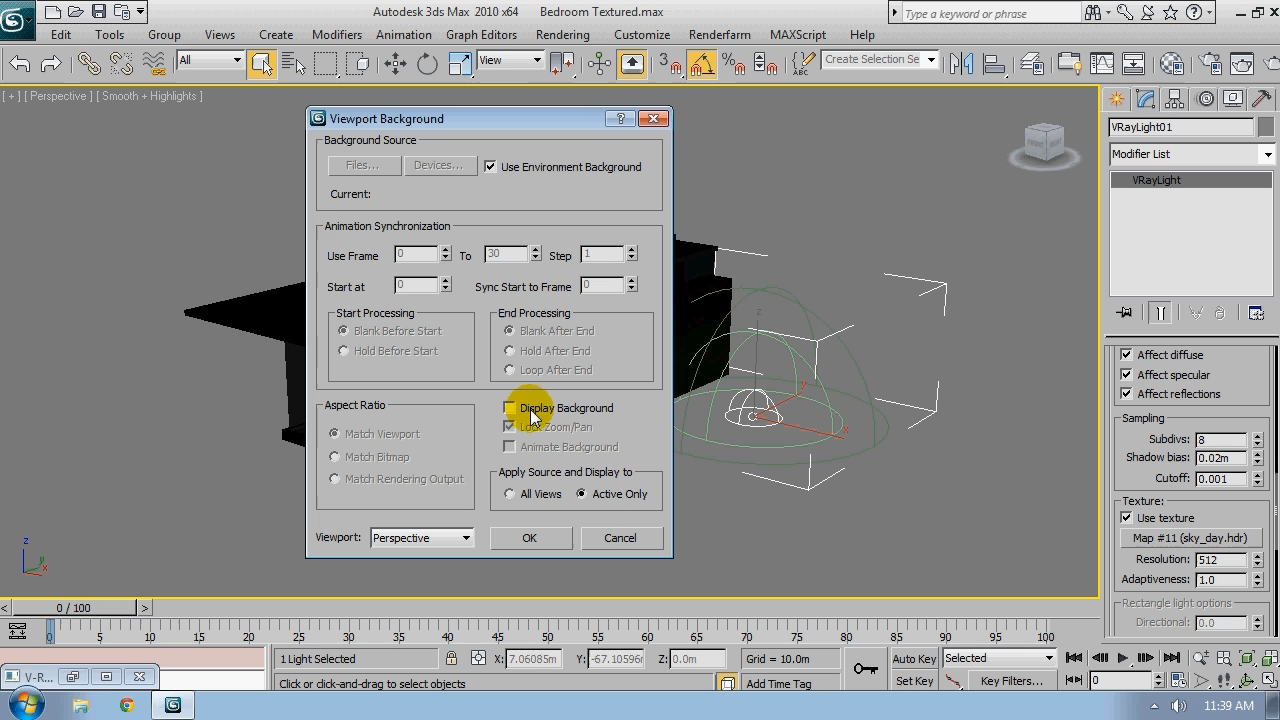 Autodesk 3ds Max 2010 x64 Bedroom Textured.max
Type a keyword or phrase
Edit Tools Group Views Create Modifiers Animation Graph Editors Rendering Customize Renderfarm MAXScript Help
All View 3 Create Selection Se
[ + ] [ Perspective ] [ Smooth + Highlights ]
Viewport Background
Background Source
Files... Devices... Use Environment Background
Current:
Animation Synchronization
Use Frame 0 To 30 Step 1
Start at 0 Sync Start to Frame 0
Start Processing
Blank Before Start
Hold Before Start
End Processing
Blank After End
Hold After End
Loop After End
Aspect Ratio
Match Viewport
Match Bitmap
Match Rendering Output
Display Background
Lock Zoom/Pan
Animate Background
Apply Source and Display to
All Views Active Only
Viewport: Perspective OK Cancel
z
y
x
z
y
x
VRayLight01
Modifier List
VRayLight
Affect diffuse
Affect specular
Affect reflections
Sampling
Subdivs: 8
Shadow bias: 0.02m
Cutoff: 0.001
Texture:
Use texture
Map #11 (sky_day.hdr)
Resolution: 512
Adaptiveness: 1.0
Rectangle light options
Directional: 0.0
< 0 / 100 >
0 5 10 15 20 25 30 35 40 45 50 55 60 65 70 75 80 85 90 95 100
1 Light Selected X: 7.06085m Y: -67.10596m Z: 0.0m Grid = 10.0m Auto Key Selected
Click or click-and-drag to select objects Add Time Tag Set Key Key Filters... 0
V-R...
11:39 AM